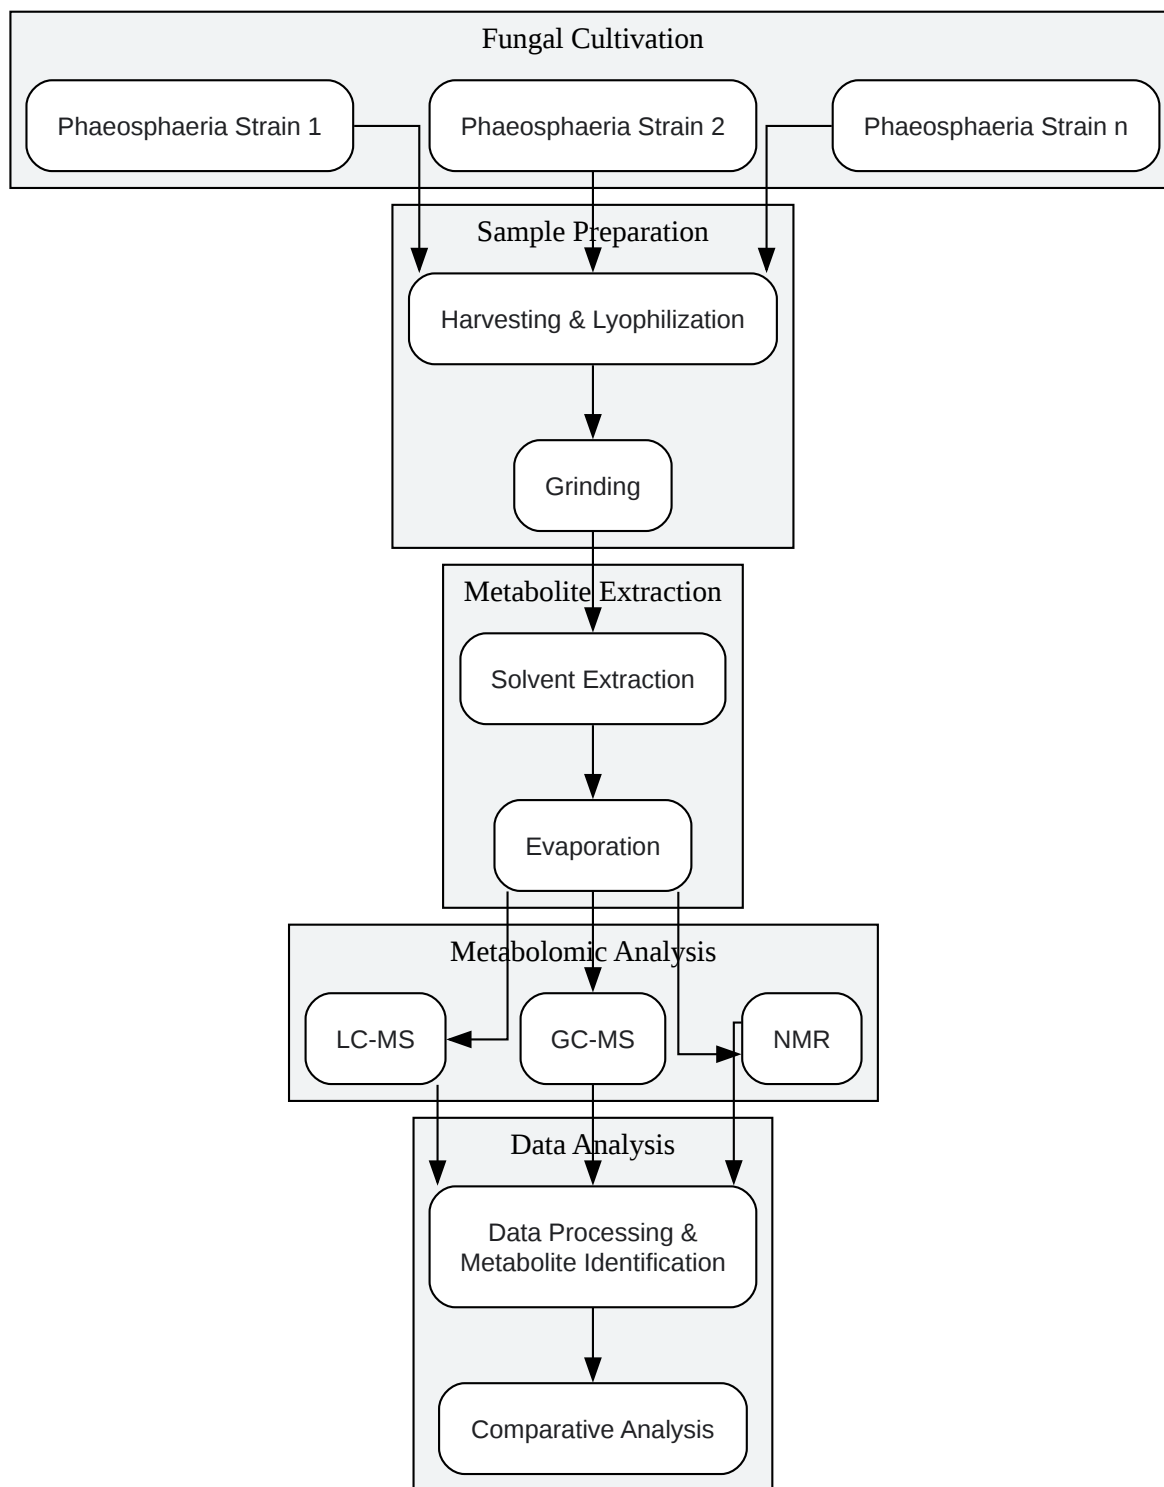 Fungal Cultivation
Phaeosphaeria Strain 1
Phaeosphaeria Strain 2
Phaeosphaeria Strain n
Sample Preparation
Harvesting & Lyophilization
Grinding
Metabolite Extraction
Solvent Extraction
Evaporation
Metabolomic Analysis
LC-MS
GC-MS
NMR
Data Analysis
Data Processing &
Metabolite Identification
Comparative Analysis